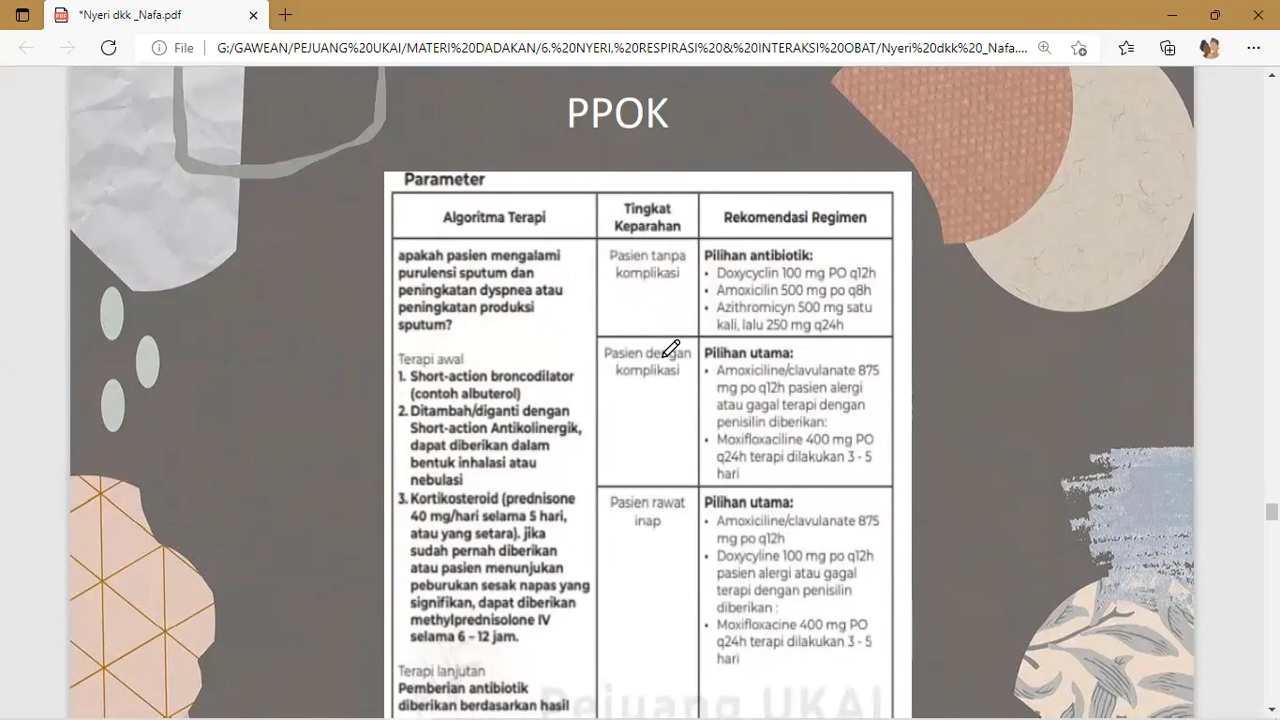 *Nyeri dkk _Nafa.pdf
File
G:/GAWEAN/PEJUANG%20UKAI/MATERI%20DADAKAN/6.%20NYERI,%20RESPIRASI%20&%20INTERAKSI%20OBAT/Nyeri%20dkk%20_Nafa....
PPOK
Parameter
Algoritma Terapi
Tingkat
Keparahan
Rekomendasi Regimen
apakah pasien mengalami
purulensi sputum dan
peningkatan dyspnea atau
peningkatan produksi
sputum?
Terapi awal
1. Short-action broncodilator
(contoh albuterol)
2. Ditambah/diganti dengan
Short-action Antikolinergik,
dapat diberikan dalam
bentuk inhalasi atau
nebulasi
3. Kortikosteroid (prednisone
40 mg/hari selama 5 hari,
atau yang setara). jika
sudah pernah diberikan
atau pasien menunjukan
peburukan sesak napas yang
signifikan, dapat diberikan
methylprednisolone IV
selama 6 – 12 jam.
Terapi lanjutan
Pemberian antibiotik
diberikan berdasarkan hasil
Pasien tanpa
komplikasi
Pilihan antibiotik:
• Doxycyclin 100 mg PO q12h
• Amoxicilin 500 mg po q8h
• Azithromicyn 500 mg satu
kali, lalu 250 mg q24h
Pasien dengan
komplikasi
Pilihan utama:
• Amoxiciline/clavulanate 875
mg po q12h pasien alergi
atau gagal terapi dengan
penisilin diberikan:
• Moxifloxaciline 400 mg PO
q24h terapi dilakukan 3 - 5
hari
Pasien rawat
inap
Pilihan utama:
• Amoxiciline/clavulanate 875
mg po q12h
• Doxycyline 100 mg po q12h
pasien alergi atau gagal
terapi dengan penisilin
diberikan :
• Moxifloxacine 400 mg PO
q24h terapi dilakukan 3 - 5
hari
Pejuang UKAI